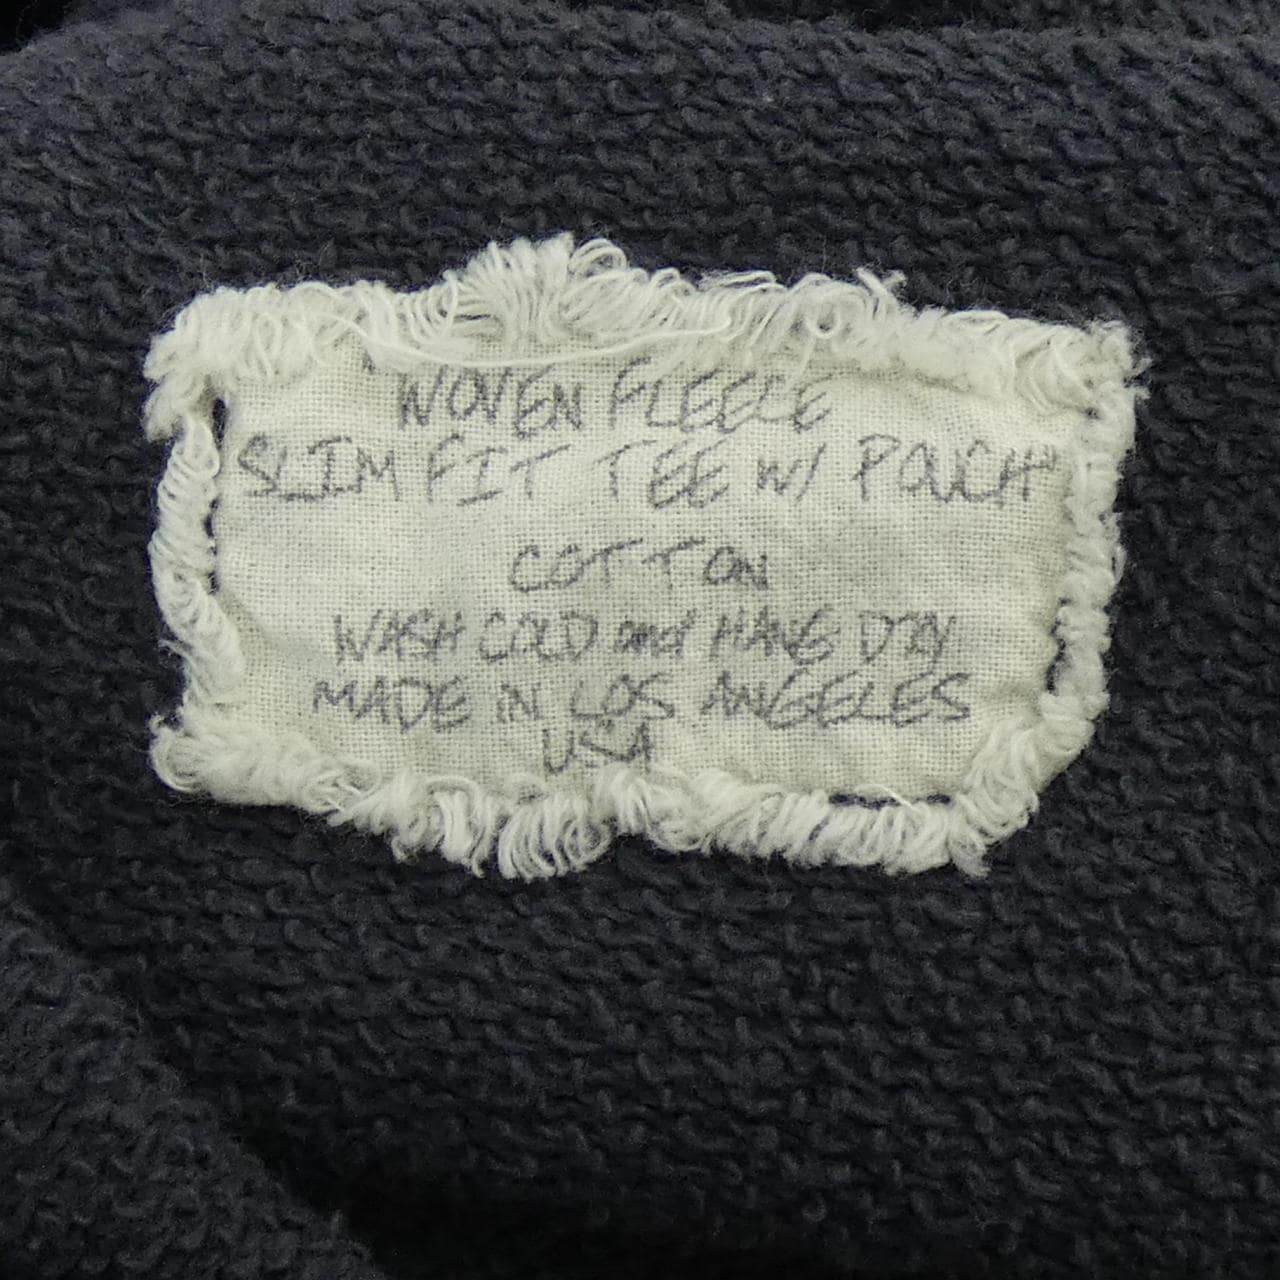 "WOVEN FLEECE
SLIM FIT TEE W/ POUCH"
COTTON
WASH COLD and HANG DRY
MADE IN LOS ANGELES
USA